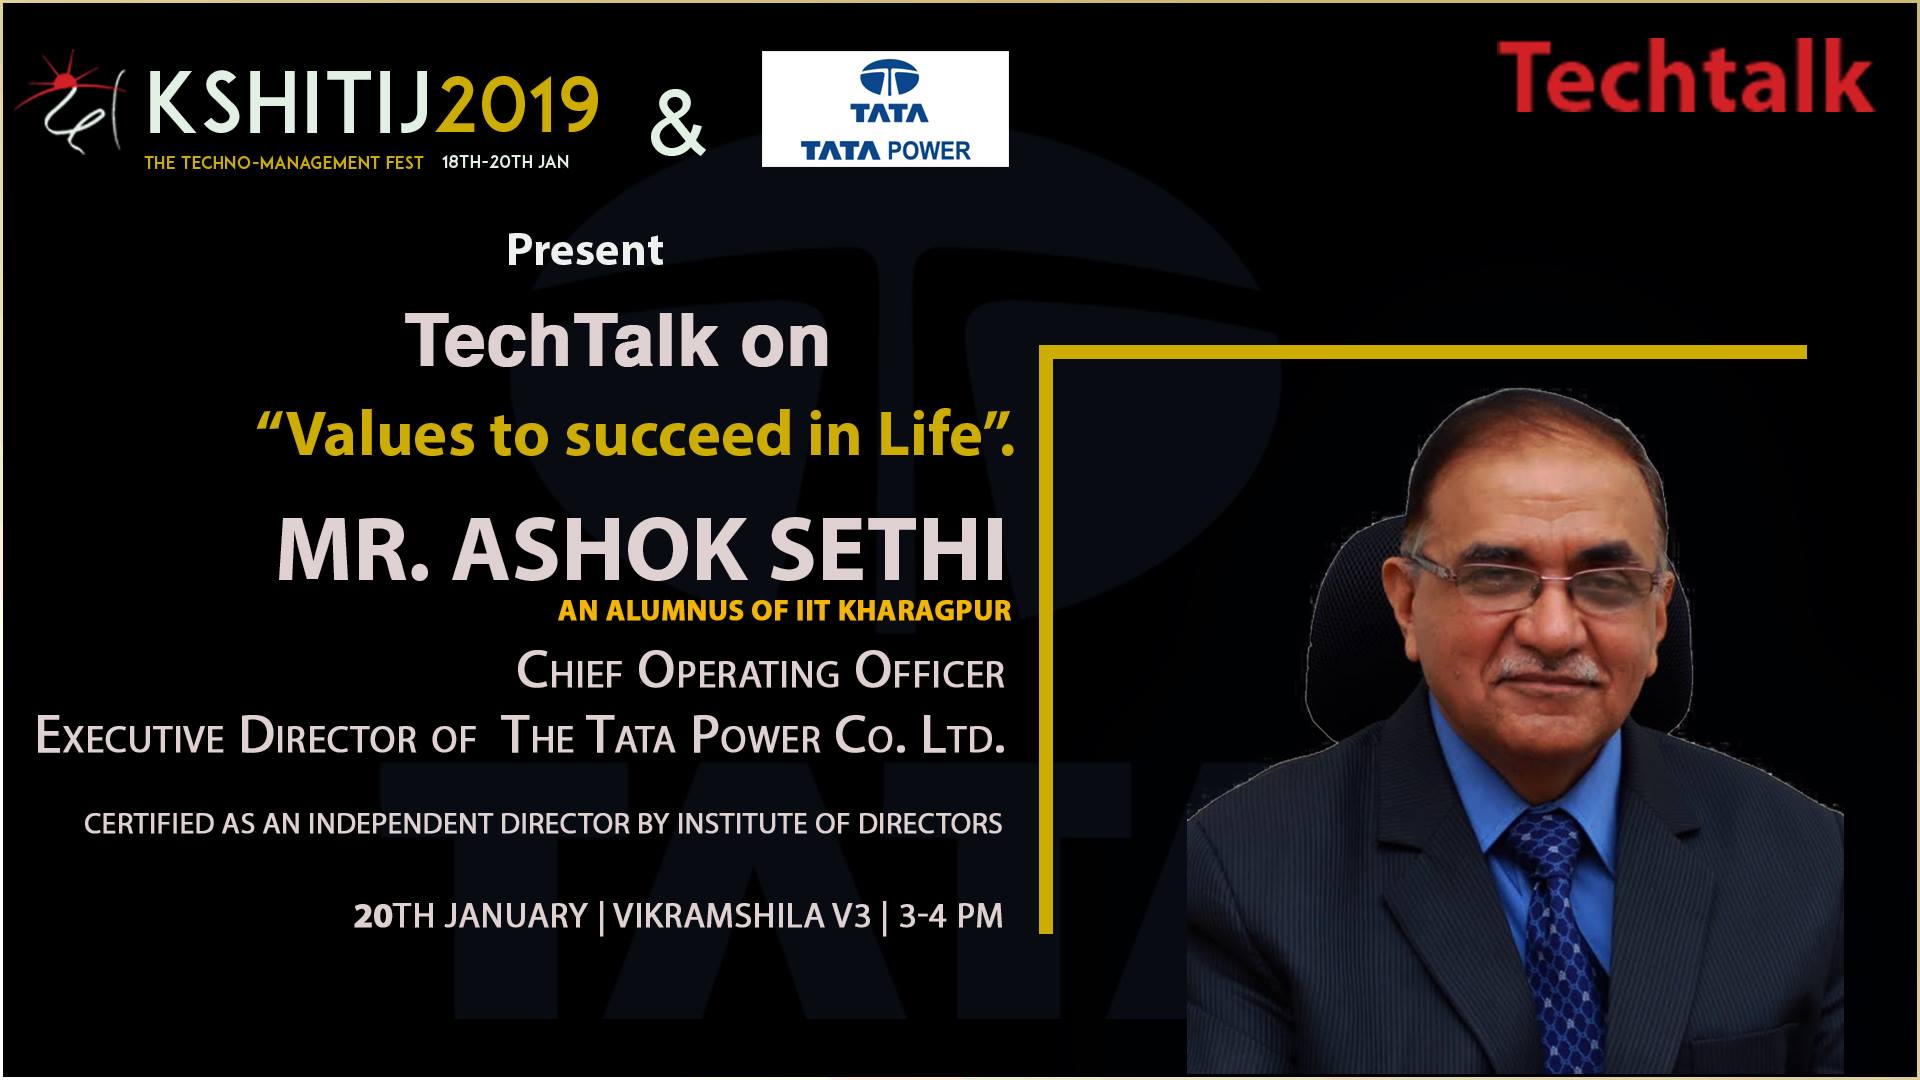 KSHITIJ2019
THE TECHNO-MANAGEMENT FEST 18TH-20TH JAN
&
TATA
TATA POWER
Techtalk
Present
TechTalk on
“Values to succeed in Life”.
MR. ASHOK SETHI
AN ALUMNUS OF IIT KHARAGPUR
CHIEF OPERATING OFFICER
EXECUTIVE DIRECTOR OF THE TATA POWER CO. LTD.
CERTIFIED AS AN INDEPENDENT DIRECTOR BY INSTITUTE OF DIRECTORS
20TH JANUARY | VIKRAMSHILA V3 | 3-4 PM
TATA